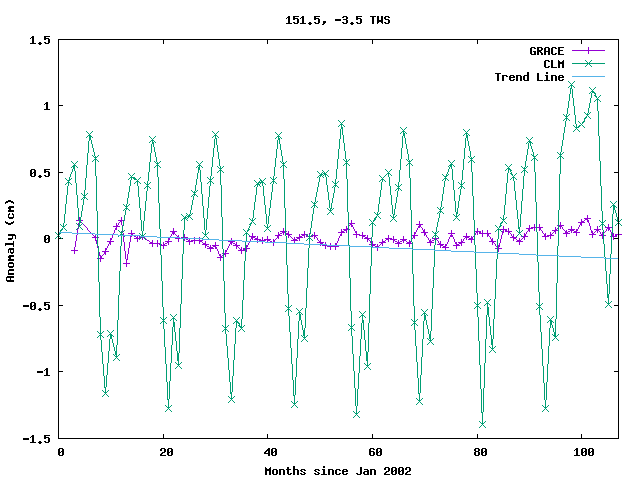 151.5, -3.5 TWS
GRACE
CLM
Trend Line
1.5
1
0.5
0
-0.5
-1
-1.5
Anomaly (cm)
0 20 40 60 80 100
Months since Jan 2002